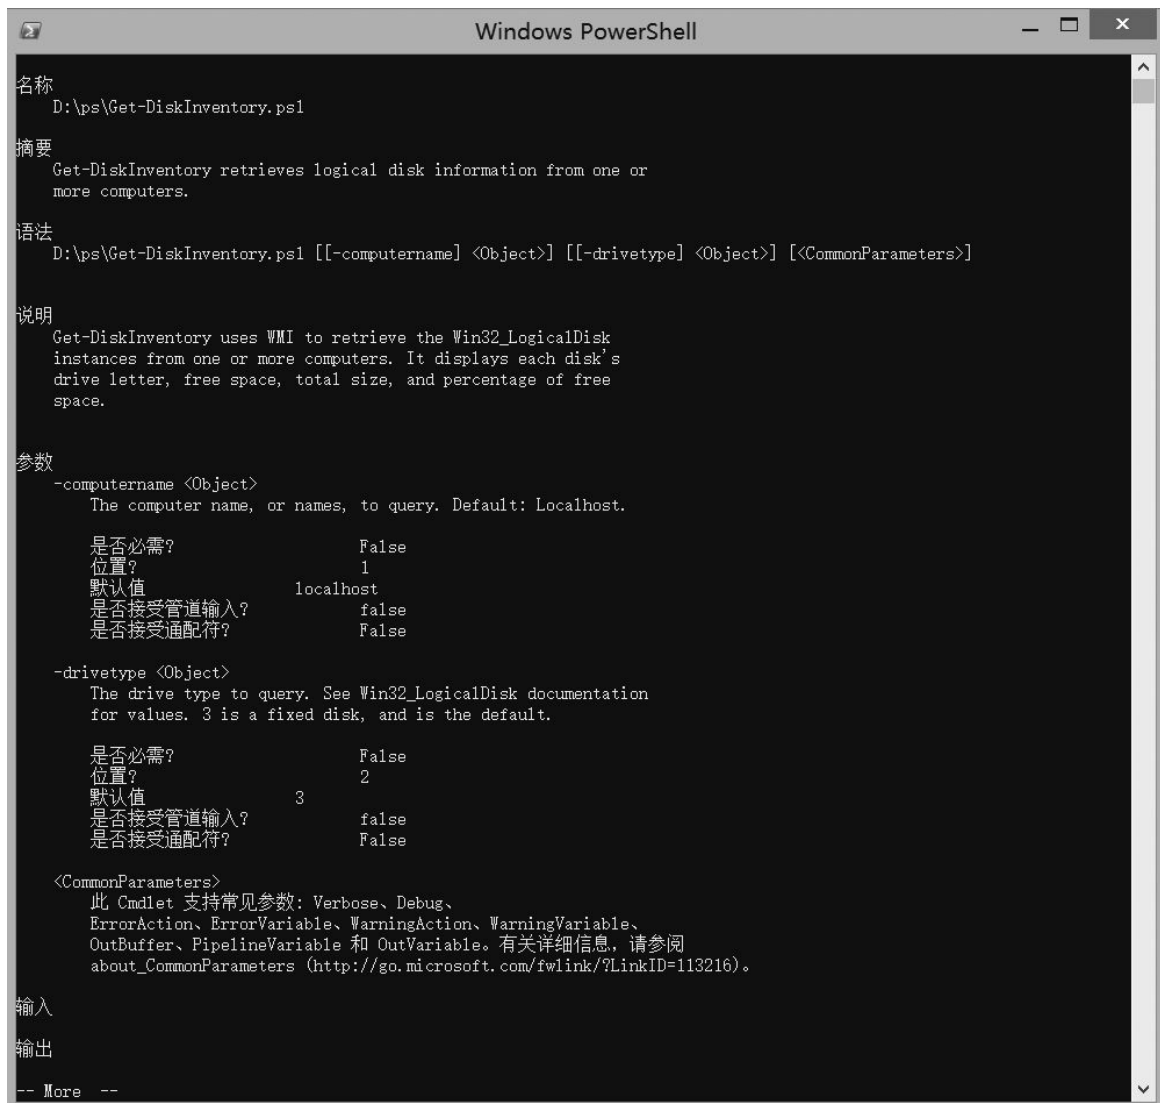 Windows PowerShell
名称
D:\ps\Get-DiskInventory.ps1
摘要
Get-DiskInventory retrieves logical disk information from one or
more computers.
语法
D:\ps\Get-DiskInventory.ps1 [[-computername] <Object>] [[-drivetype] <Object>] [<CommonParameters>]
说明
Get-DiskInventory uses WMI to retrieve the Win32_LogicalDisk
instances from one or more computers. It displays each disk's
drive letter, free space, total size, and percentage of free
space.
参数
-computername <Object>
The computer name, or names, to query. Default: Localhost.
是否必需? False
位置? 1
默认值 localhost
是否接受管道输入? false
是否接受通配符? False
-drivetype <Object>
The drive type to query. See Win32_LogicalDisk documentation
for values. 3 is a fixed disk, and is the default.
是否必需? False
位置? 2
默认值 3
是否接受管道输入? false
是否接受通配符? False
<CommonParameters>
此 Cmdlet 支持常见参数: Verbose、Debug、
ErrorAction、ErrorVariable、WarningAction、WarningVariable、
OutBuffer、PipelineVariable 和 OutVariable。有关详细信息，请参阅
about_CommonParameters (http://go.microsoft.com/fwlink/?LinkID=113216)。
输入
输出
-- More --